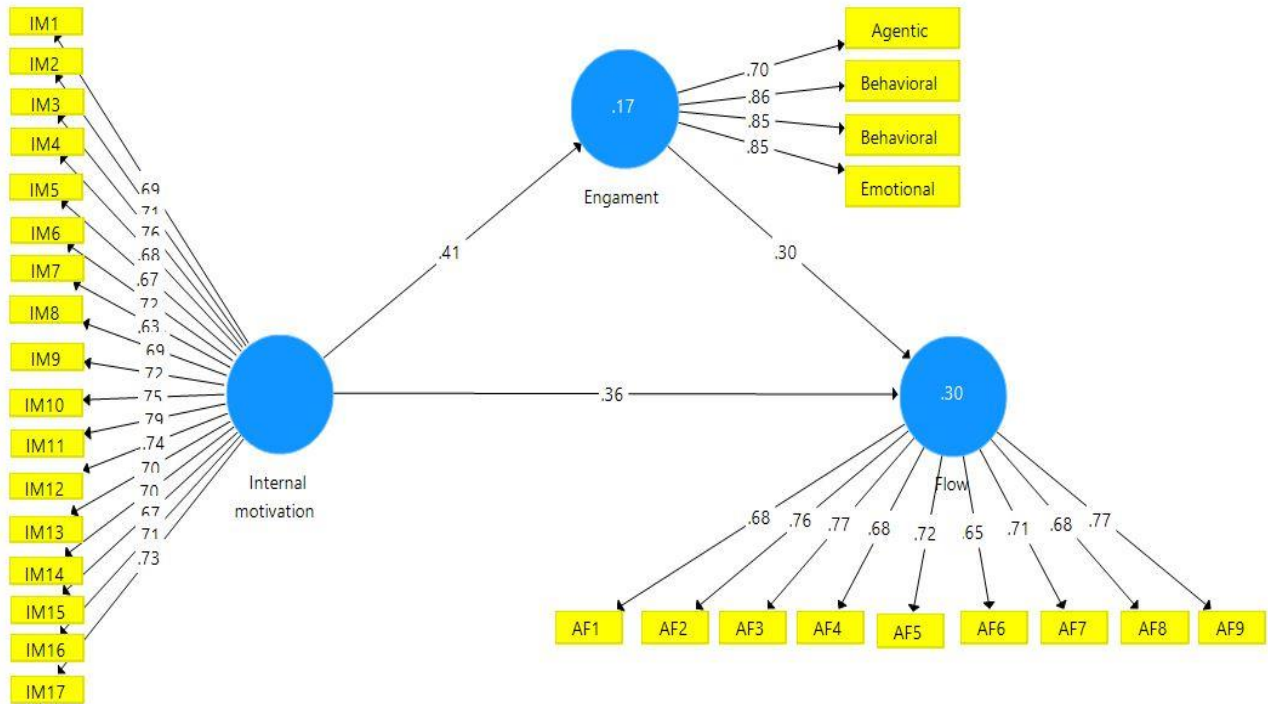 IM1
IM2
IM3
IM4
IM5
IM6
IM7
IM8
IM9
IM10
IM11
IM12
IM13
IM14
IM15
IM16
IM17
.69
.71
.76
.68
.67
.72
.63
.69
.72
.75
.79
.74
.70
.70
.67
.71
.73
Internal
motivation
.41
.17
Engament
.70
.86
.85
.85
Agentic
Behavioral
Behavioral
Emotional
.30
.36
.30
Flow
.68
.76
.77
.68
.72
.65
.71
.68
.77
AF1
AF2
AF3
AF4
AF5
AF6
AF7
AF8
AF9